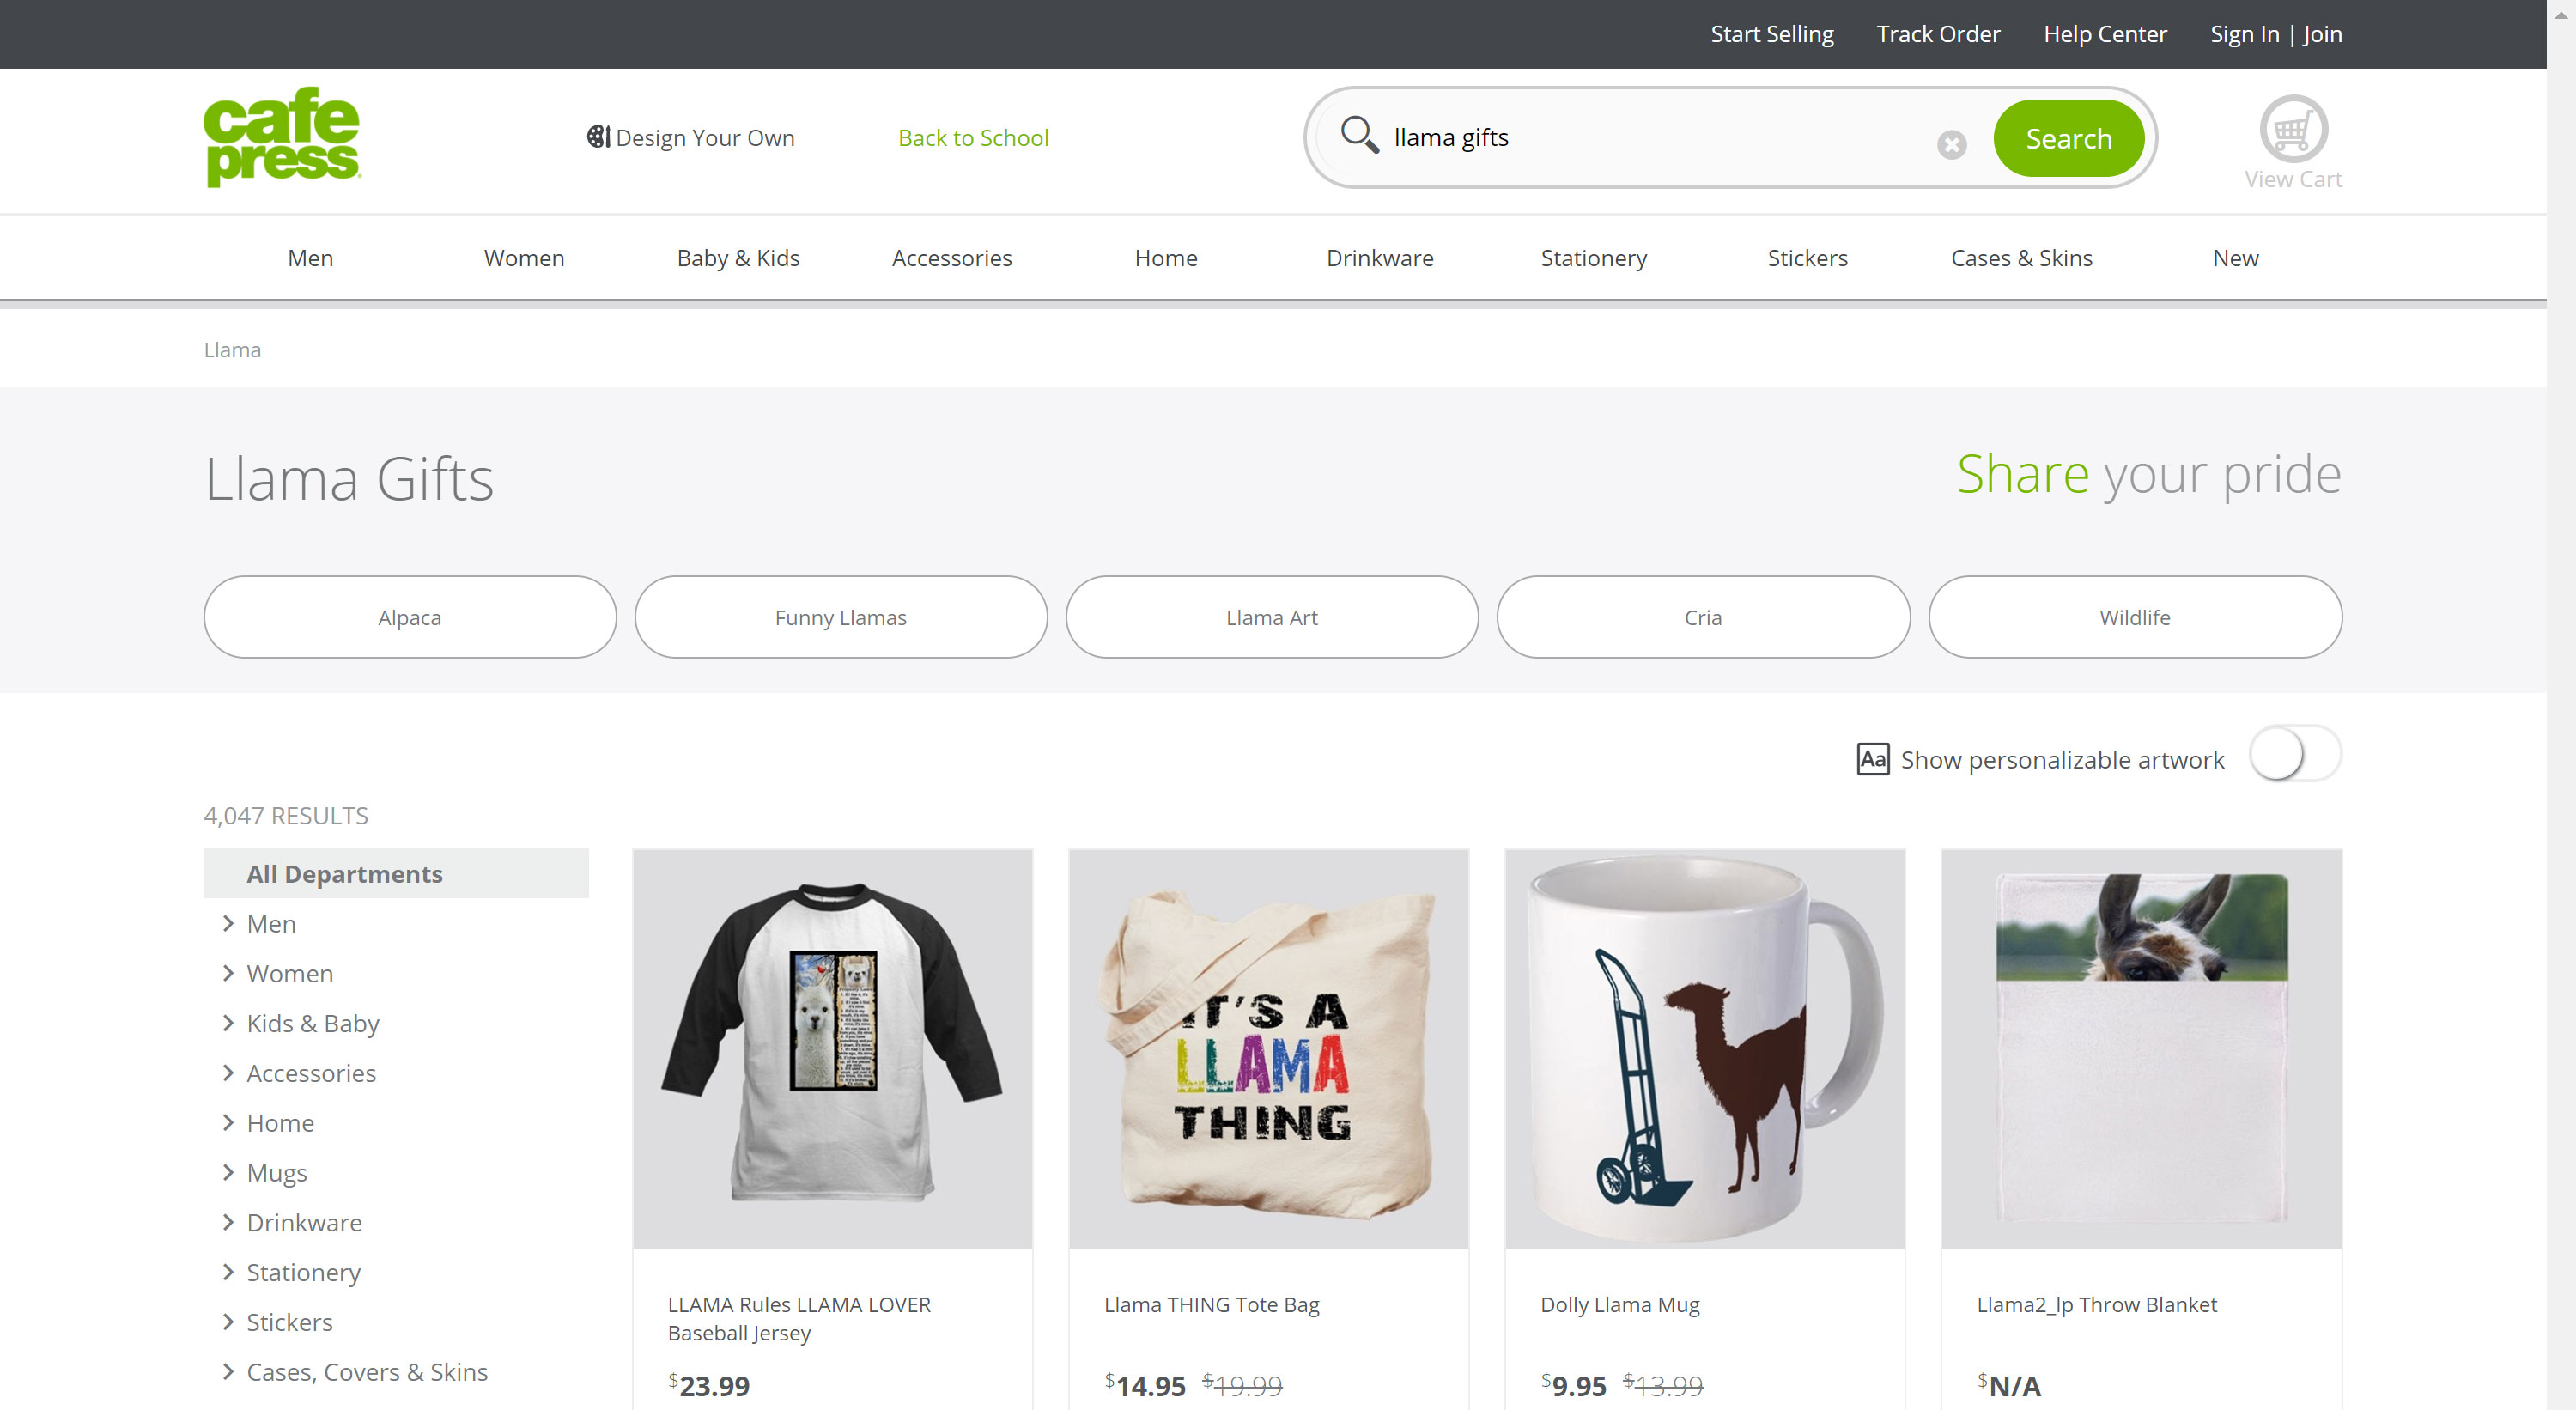 Start Selling
Track Order
Help Center
Sign In | Join
cafe
press
Design Your Own
Back to School
llama gifts
Search
View Cart
Men
Women
Baby & Kids
Accessories
Home
Drinkware
Stationery
Stickers
Cases & Skins
New
Llama
Llama Gifts
Share your pride
Alpaca
Funny Llamas
Llama Art
Cria
Wildlife
Aa Show personalizable artwork
4,047 RESULTS
All Departments
Men
Women
Kids & Baby
Accessories
Home
Mugs
Drinkware
Stationery
Stickers
Cases, Covers & Skins
IT'S A
LLAMA
THING
LLAMA Rules LLAMA LOVER
Baseball Jersey
$23.99
Llama THING Tote Bag
$14.95 $19.99
Dolly Llama Mug
$9.95 $13.99
Llama2_lp Throw Blanket
$N/A